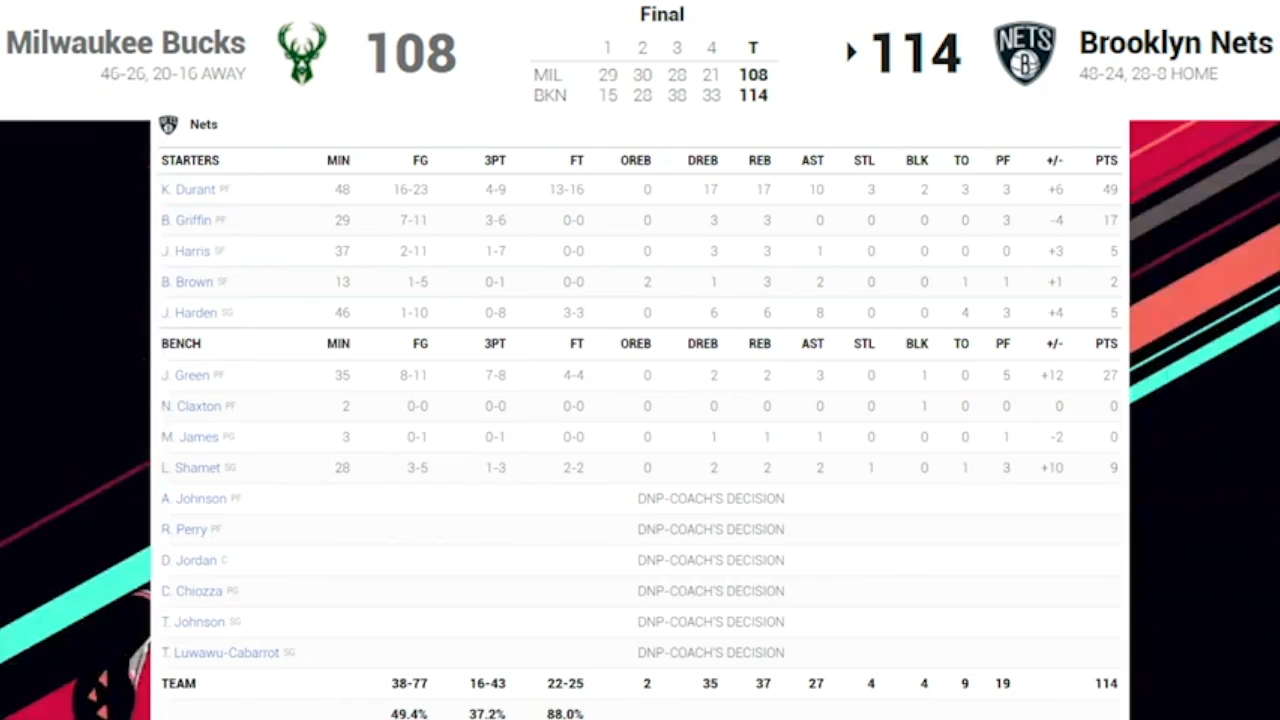 Final
Milwaukee Bucks 108 1 2 3 4 T 114 NETS B Brooklyn Nets
46-26, 20-16 AWAY MIL 29 30 28 21 108 48-24, 28-8 HOME
BKN 15 28 38 33 114
Nets
STARTERS MIN FG 3PT FT OREB DREB REB AST STL BLK TO PF +/- PTS
K. Durant PF 48 16-23 4-9 13-16 0 17 17 10 3 2 3 3 +6 49
B. Griffin PF 29 7-11 3-6 0-0 0 3 3 0 0 0 0 3 -4 17
J. Harris SF 37 2-11 1-7 0-0 0 3 3 1 0 0 0 0 +3 5
B. Brown SF 13 1-5 0-1 0-0 2 1 3 2 0 0 1 1 +1 2
J. Harden SG 46 1-10 0-8 3-3 0 6 6 8 0 0 4 3 +4 5
BENCH MIN FG 3PT FT OREB DREB REB AST STL BLK TO PF +/- PTS
J. Green PF 35 8-11 7-8 4-4 0 2 2 3 0 1 0 5 +12 27
N. Claxton PF 2 0-0 0-0 0-0 0 0 0 0 0 1 0 0 0 0
M. James PG 3 0-1 0-1 0-0 0 1 1 1 0 0 0 1 -2 0
L. Shamet SG 28 3-5 1-3 2-2 0 2 2 2 1 0 1 3 +10 9
A. Johnson PF DNP-COACH'S DECISION
R. Perry PF DNP-COACH'S DECISION
D. Jordan C DNP-COACH'S DECISION
C. Chiozza PG DNP-COACH'S DECISION
T. Johnson SG DNP-COACH'S DECISION
T. Luwawu-Cabarrot SG DNP-COACH'S DECISION
TEAM 38-77 16-43 22-25 2 35 37 27 4 4 9 19 114
49.4% 37.2% 88.0%